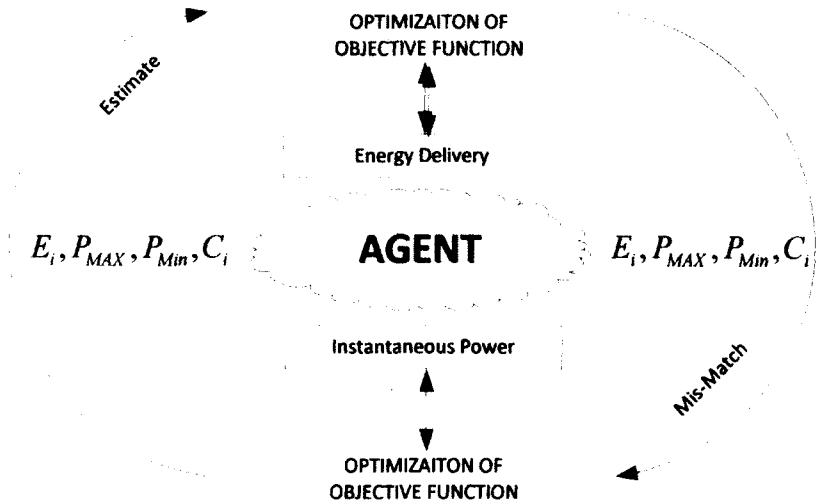 OPTIMIZAITON OF
OBJECTIVE FUNCTION
Estimate
Energy Delivery
E_i, P_MAX, P_Min, C_i
AGENT
E_i, P_MAX, P_Min, C_i
Instantaneous Power
Mis-Match
OPTIMIZAITON OF
OBJECTIVE FUNCTION